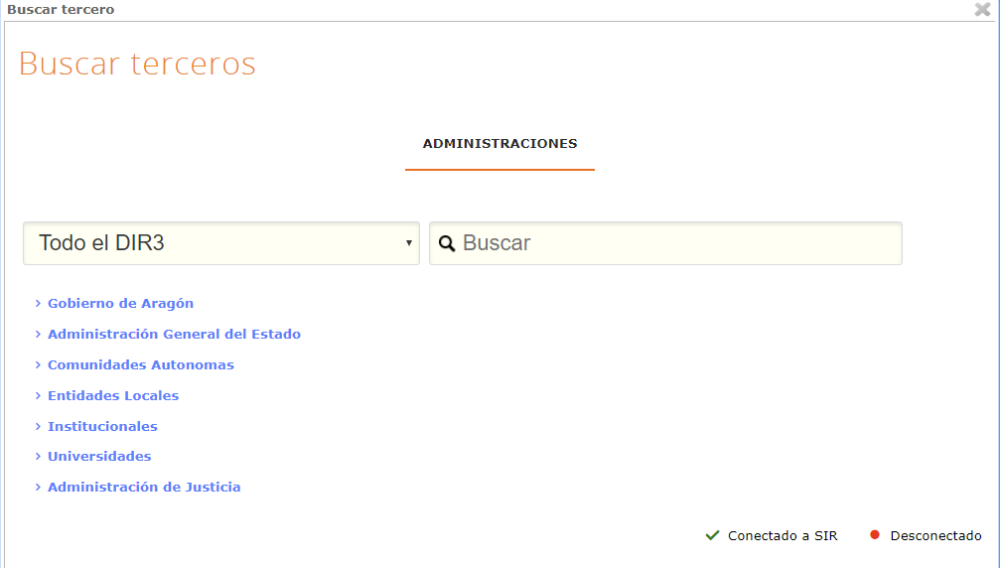 Buscar tercero
Buscar terceros
ADMINISTRACIONES
Todo el DIR3
Buscar
Gobierno de Aragón
Administración General del Estado
Comunidades Autonomas
Entidades Locales
Institucionales
Universidades
Administración de Justicia
Conectado a SIR Desconectado